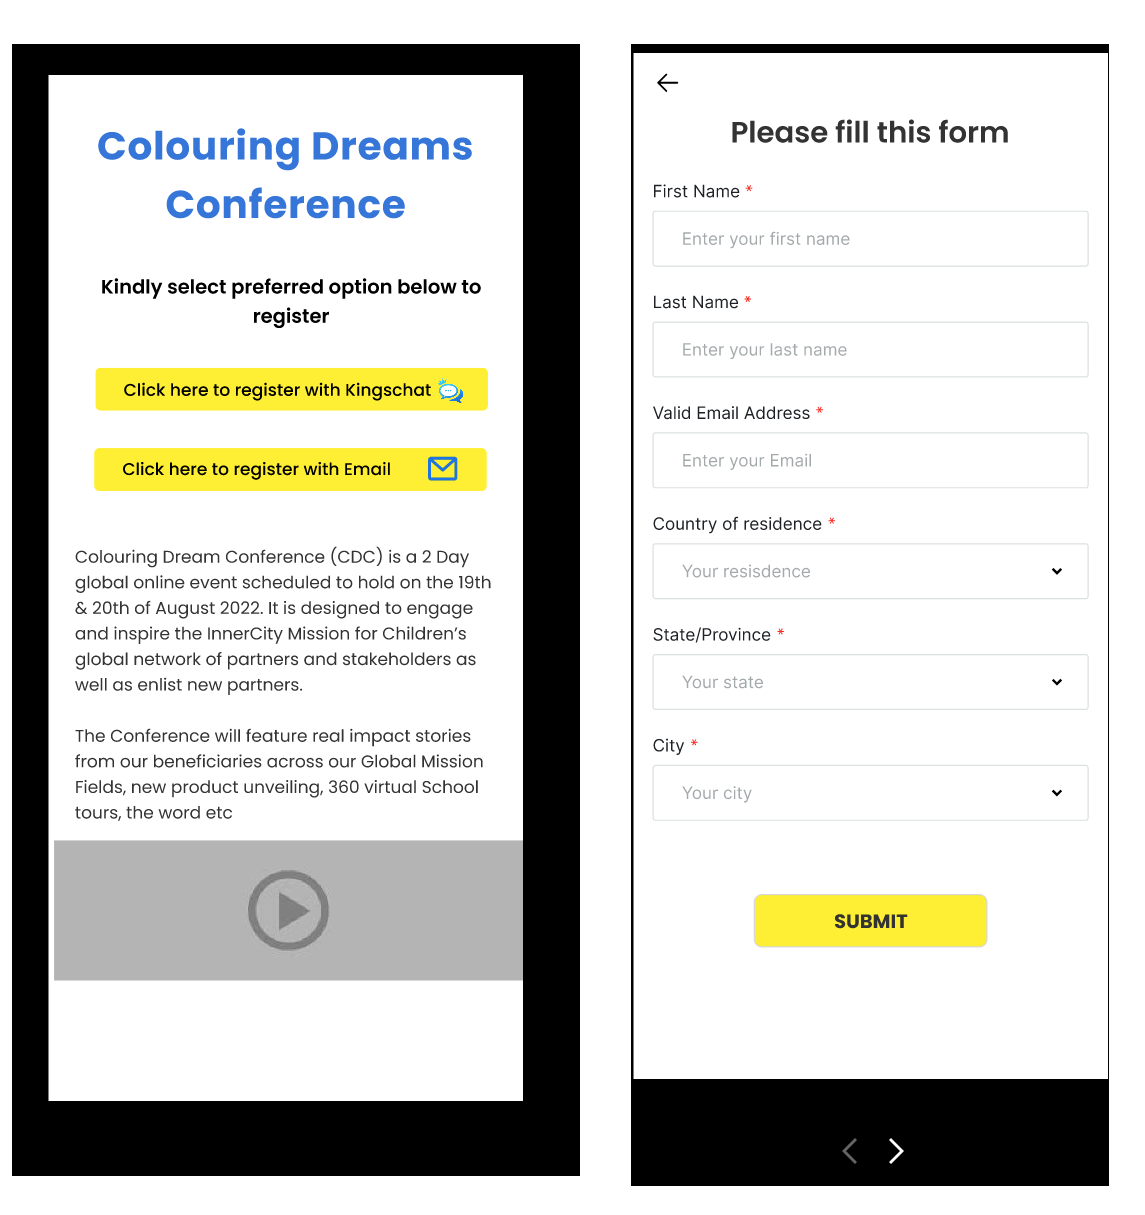 Colouring Dreams
Conference
Kindly select preferred option below to
register
Click here to register with Kingschat
Click here to register with Email
Colouring Dream Conference (CDC) is a 2 Day
global online event scheduled to hold on the 19th
& 20th of August 2022. It is designed to engage
and inspire the InnerCity Mission for Children's
global network of partners and stakeholders as
well as enlist new partners.
The Conference will feature real impact stories
from our beneficiaries across our Global Mission
Fields, new product unveiling, 360 virtual School
tours, the word etc
Please fill this form
First Name *
Enter your first name
Last Name *
Enter your last name
Valid Email Address *
Enter your Email
Country of residence *
Your resisdence
State/Province *
Your state
City *
Your city
SUBMIT